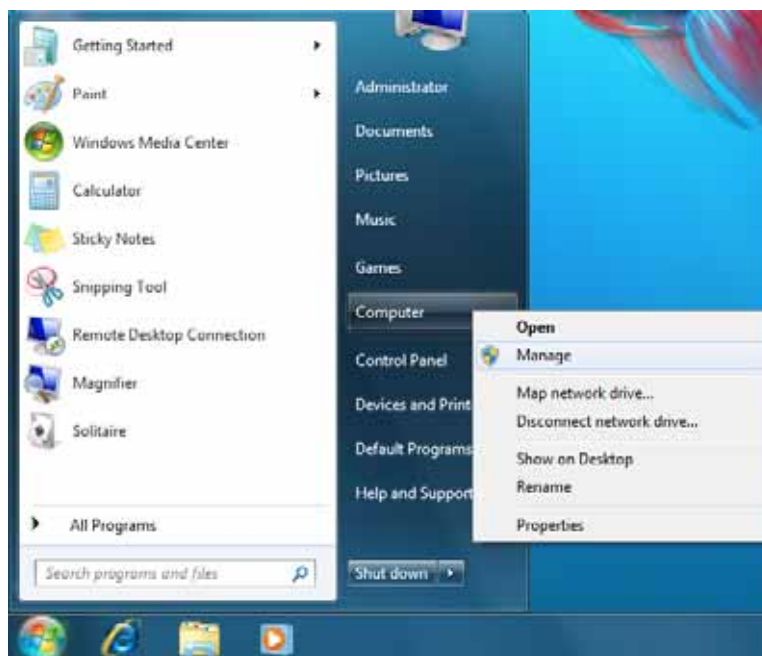 Getting Started
Paint
Windows Media Center
Calculator
Sticky Notes
Snipping Tool
Remote Desktop Connection
Magnifier
Solitaire
All Programs
Search programs and files
Administrator
Documents
Pictures
Music
Games
Computer
Control Panel
Devices and Print
Default Programs
Help and Support
Shut down
Open
Manage
Map network drive...
Disconnect network drive...
Show on Desktop
Rename
Properties